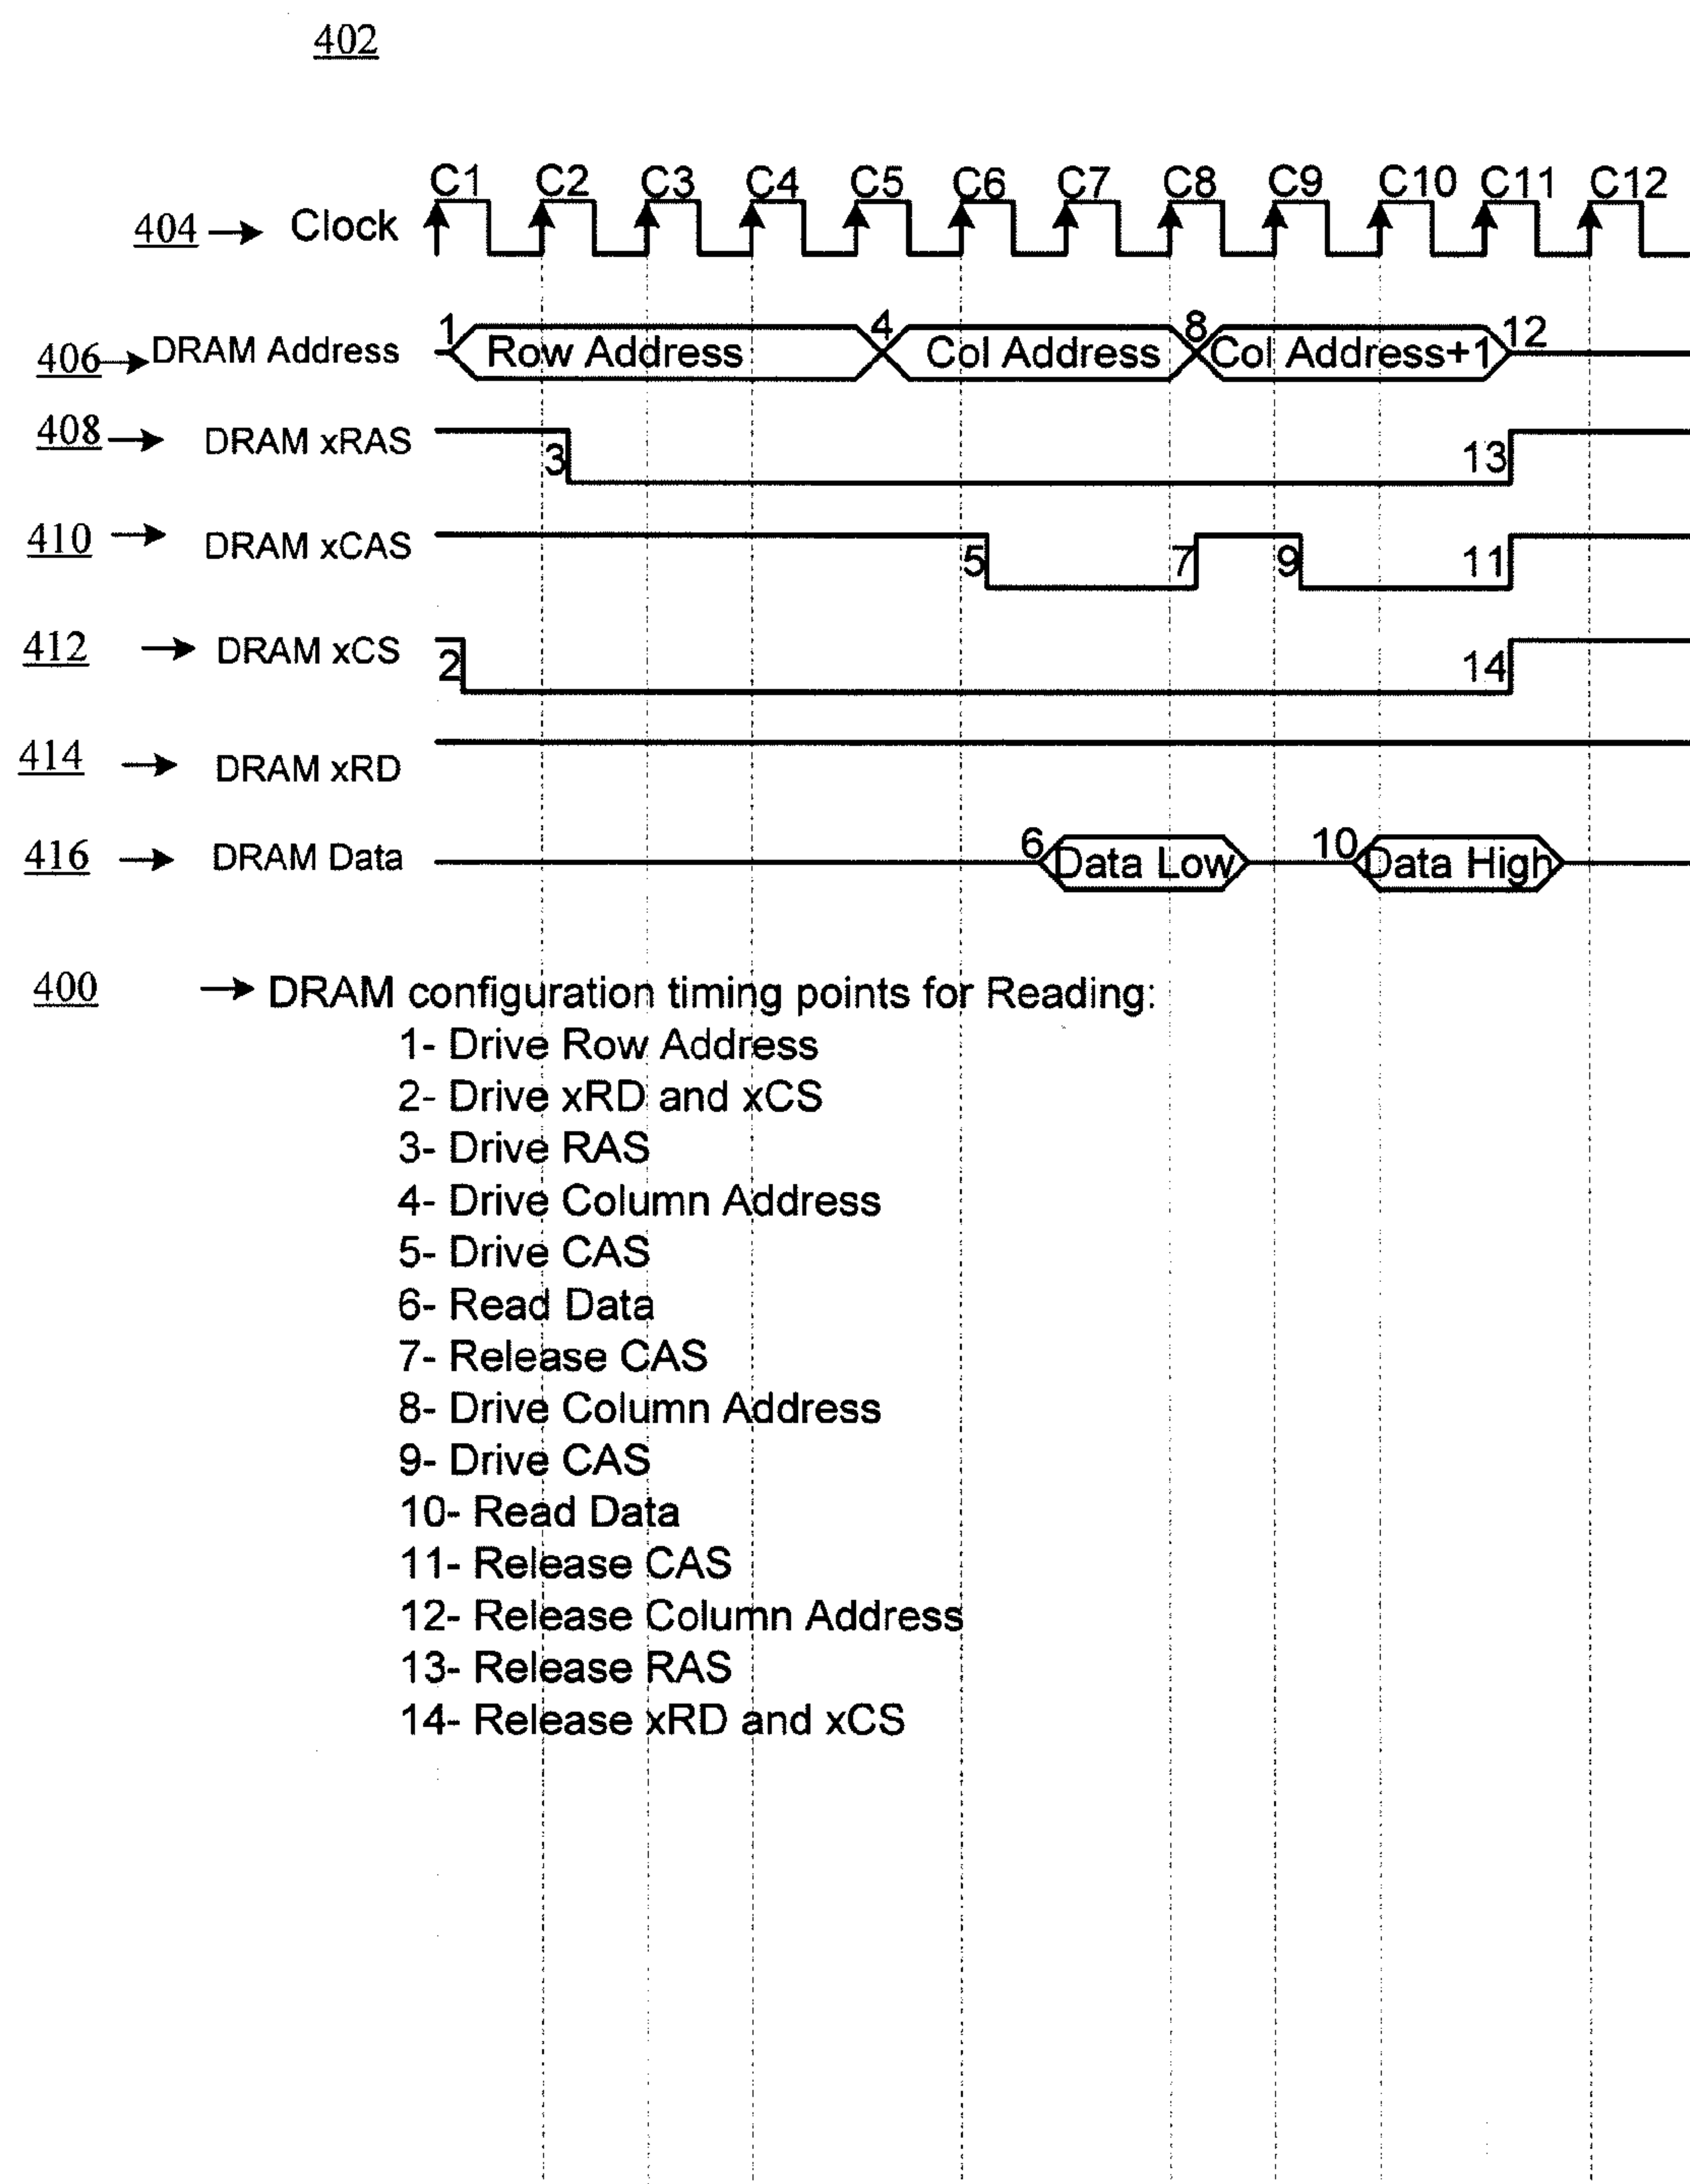 402
C1 C2 C3 C4 C5 C6 C7 C8 C9 C10 C11 C12
404 Clock
406 DRAM Address 1 Row Address 4 Col Address 8 Col Address+1 12
408 DRAM xRAS 3 13
410 DRAM xCAS 5 7 9 11
412 DRAM xCS 2 14
414 DRAM xRD
416 DRAM Data 6 Data Low 10 Data High
400 DRAM configuration timing points for Reading:
1- Drive Row Address
2- Drive xRD and xCS
3- Drive RAS
4- Drive Column Address
5- Drive CAS
6- Read Data
7- Release CAS
8- Drive Column Address
9- Drive CAS
10- Read Data
11- Release CAS
12- Release Column Address
13- Release RAS
14- Release xRD and xCS